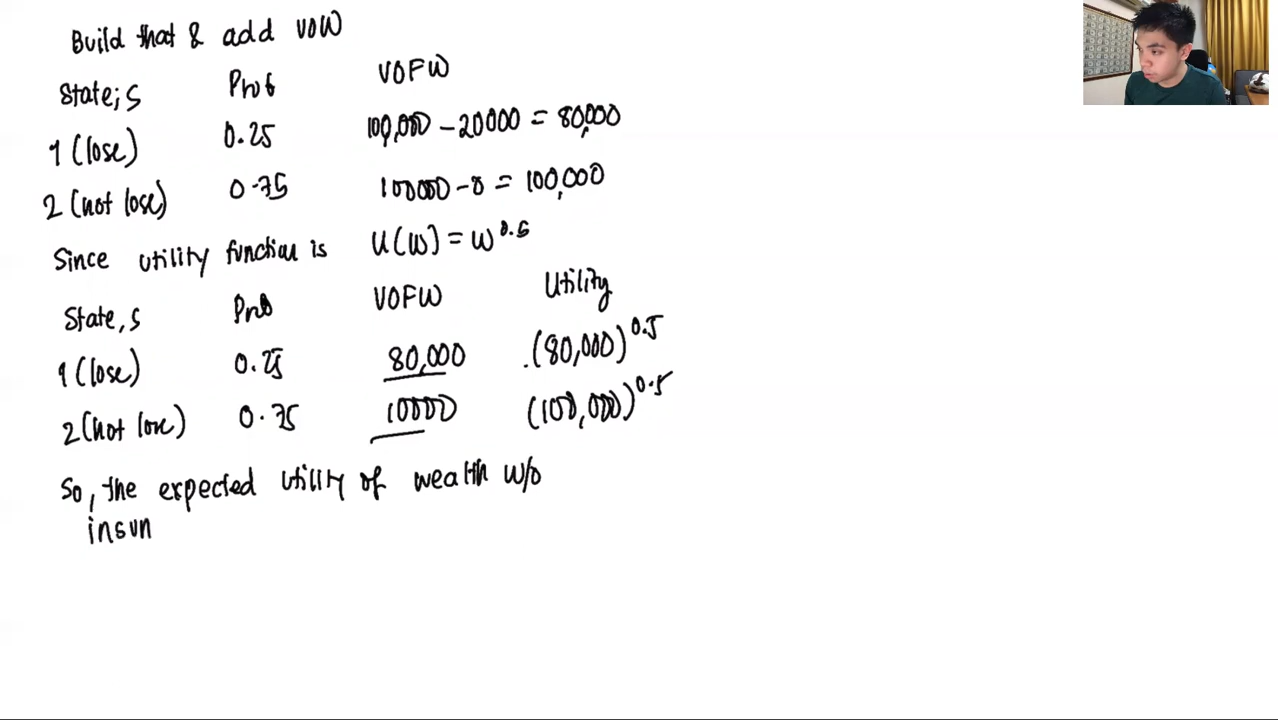 Build that & add VOW
State; S Prob VOFW
1 (lose) 0.25 100,000 - 20000 = 80,000
2 (not lose) 0.75 100000 - 0 = 100,000
Since utility function is U(W) = W^0.5
State, S Prob VOFW Utility
1 (lose) 0.25 80,000 (80,000)^0.5
2 (not lose) 0.75 10000 (100,000)^0.5
So, the expected utility of wealth w/o
insun